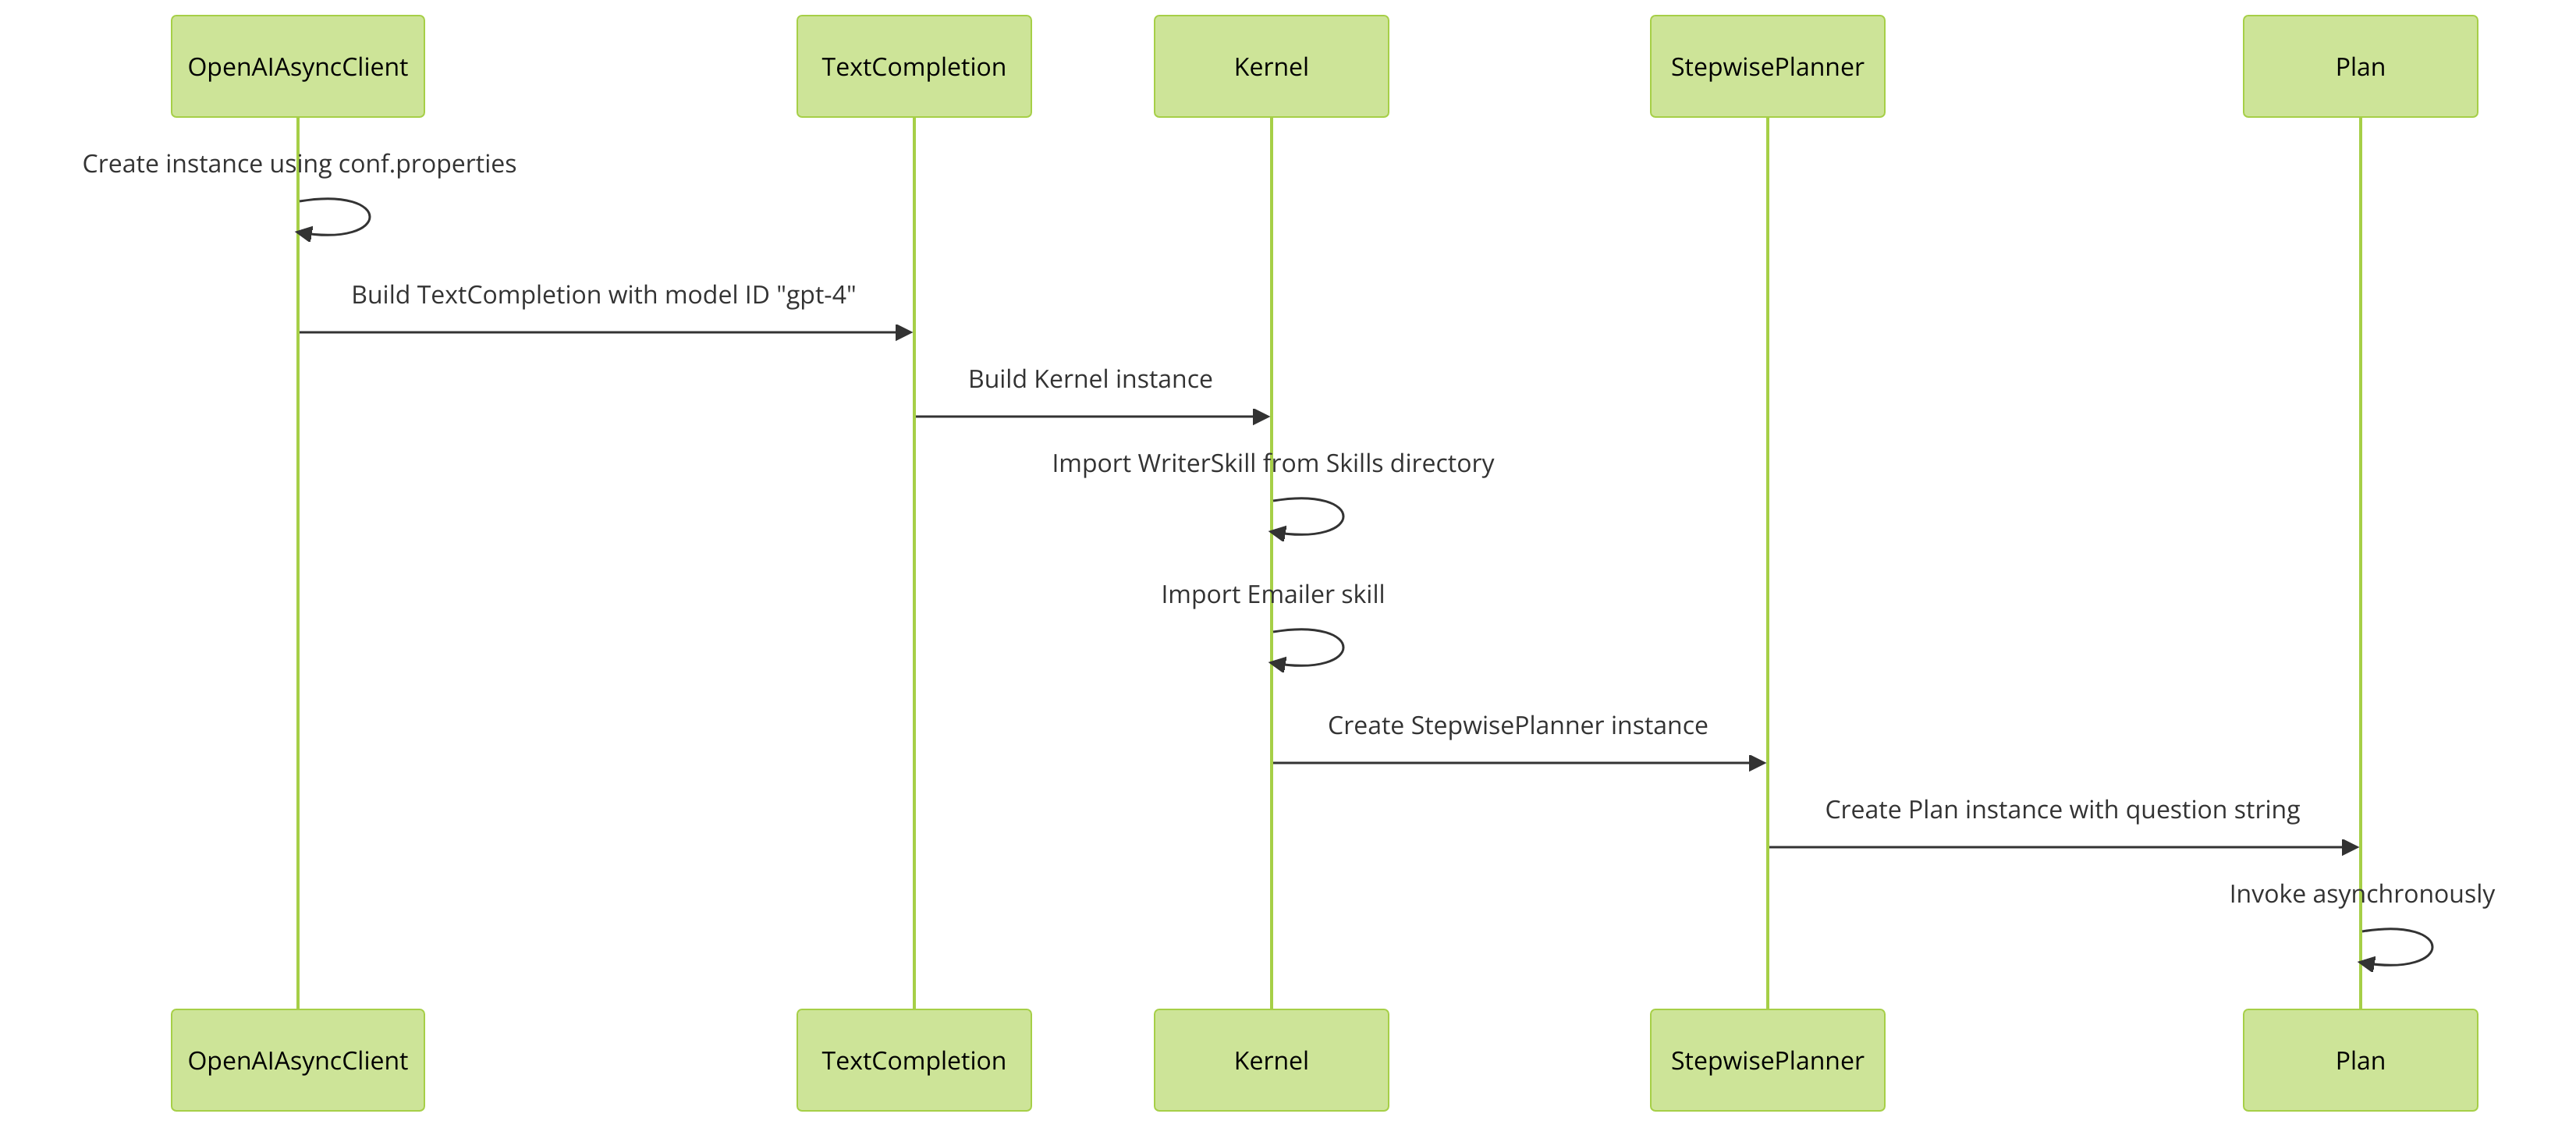 OpenAIAsyncClient
TextCompletion
Kernel
StepwisePlanner
Plan
Create instance using conf.properties
Build TextCompletion with model ID "gpt-4"
Build Kernel instance
Import WriterSkill from Skills directory
Import Emailer skill
Create StepwisePlanner instance
Create Plan instance with question string
Invoke asynchronously
OpenAIAsyncClient
TextCompletion
Kernel
StepwisePlanner
Plan